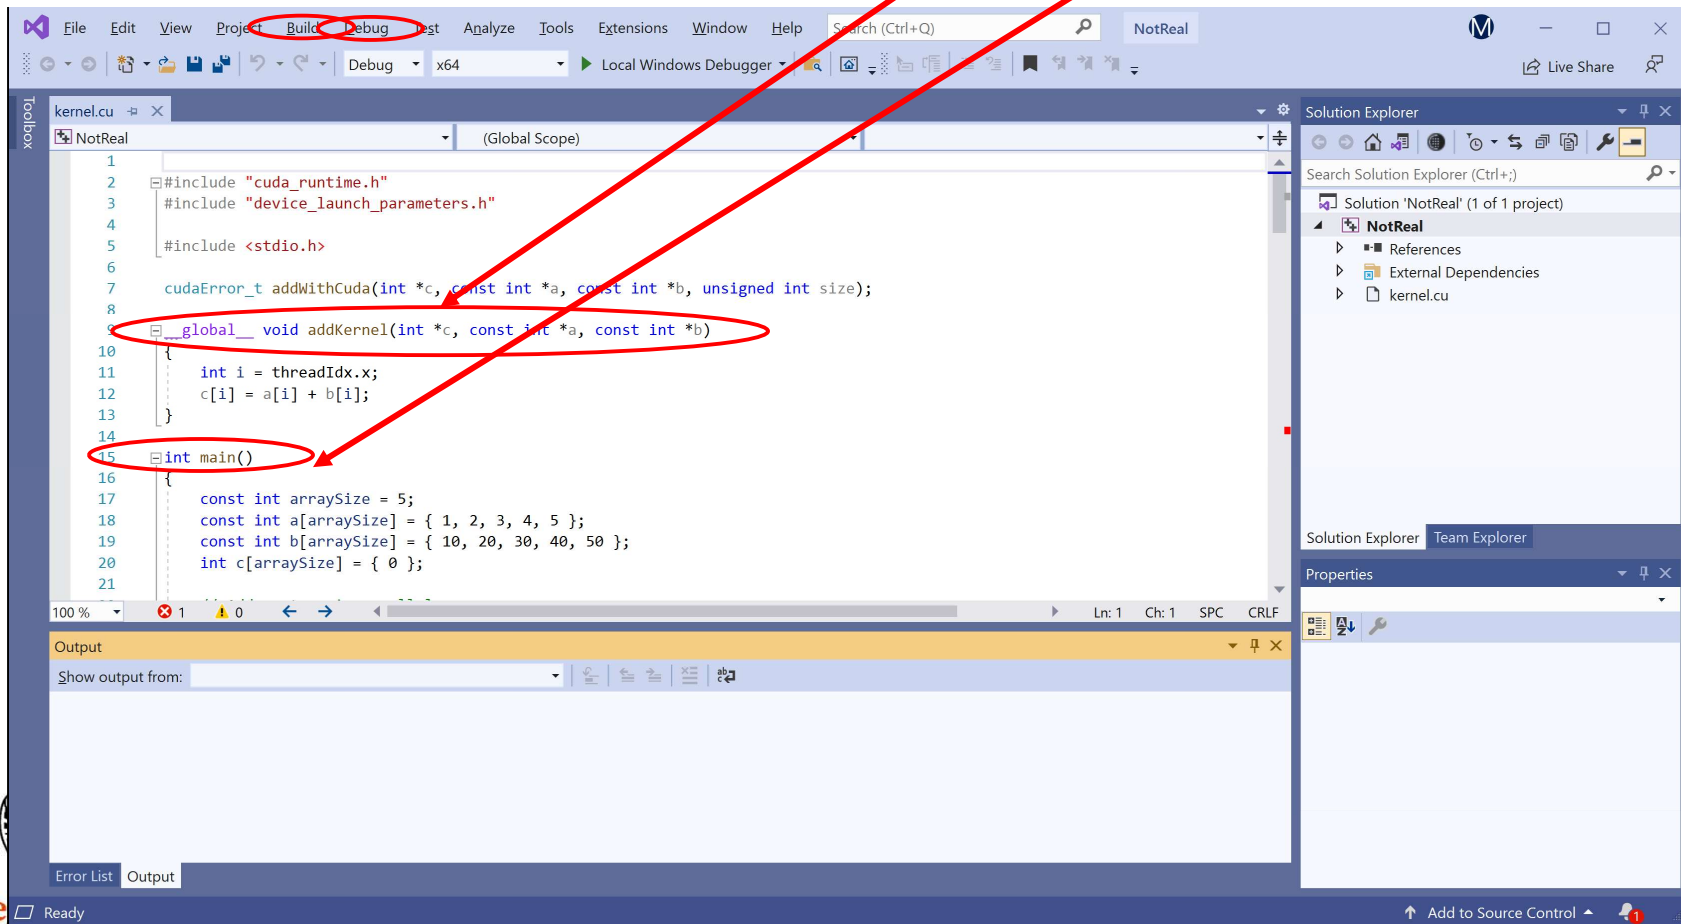 File Edit View Project Build Debug Test Analyze Tools Extensions Window Help Search (Ctrl+Q) NotReal
Debug x64 Local Windows Debugger Live Share
Toolbox
kernel.cu
NotReal (Global Scope)
1
2 #include "cuda_runtime.h"
3 #include "device_launch_parameters.h"
4
5 #include <stdio.h>
6
7 cudaError_t addWithCuda(int *c, const int *a, const int *b, unsigned int size);
8
9 __global__ void addKernel(int *c, const int *a, const int *b)
10 {
11 int i = threadIdx.x;
12 c[i] = a[i] + b[i];
13 }
14
15 int main()
16 {
17 const int arraySize = 5;
18 const int a[arraySize] = { 1, 2, 3, 4, 5 };
19 const int b[arraySize] = { 10, 20, 30, 40, 50 };
20 int c[arraySize] = { 0 };
21
100 % 1 0 Ln: 1 Ch: 1 SPC CRLF
Output
Show output from:
Error List Output
Solution Explorer
Search Solution Explorer (Ctrl+;)
Solution 'NotReal' (1 of 1 project)
NotReal
References
External Dependencies
kernel.cu
Solution Explorer Team Explorer
Properties
Ready Add to Source Control 1